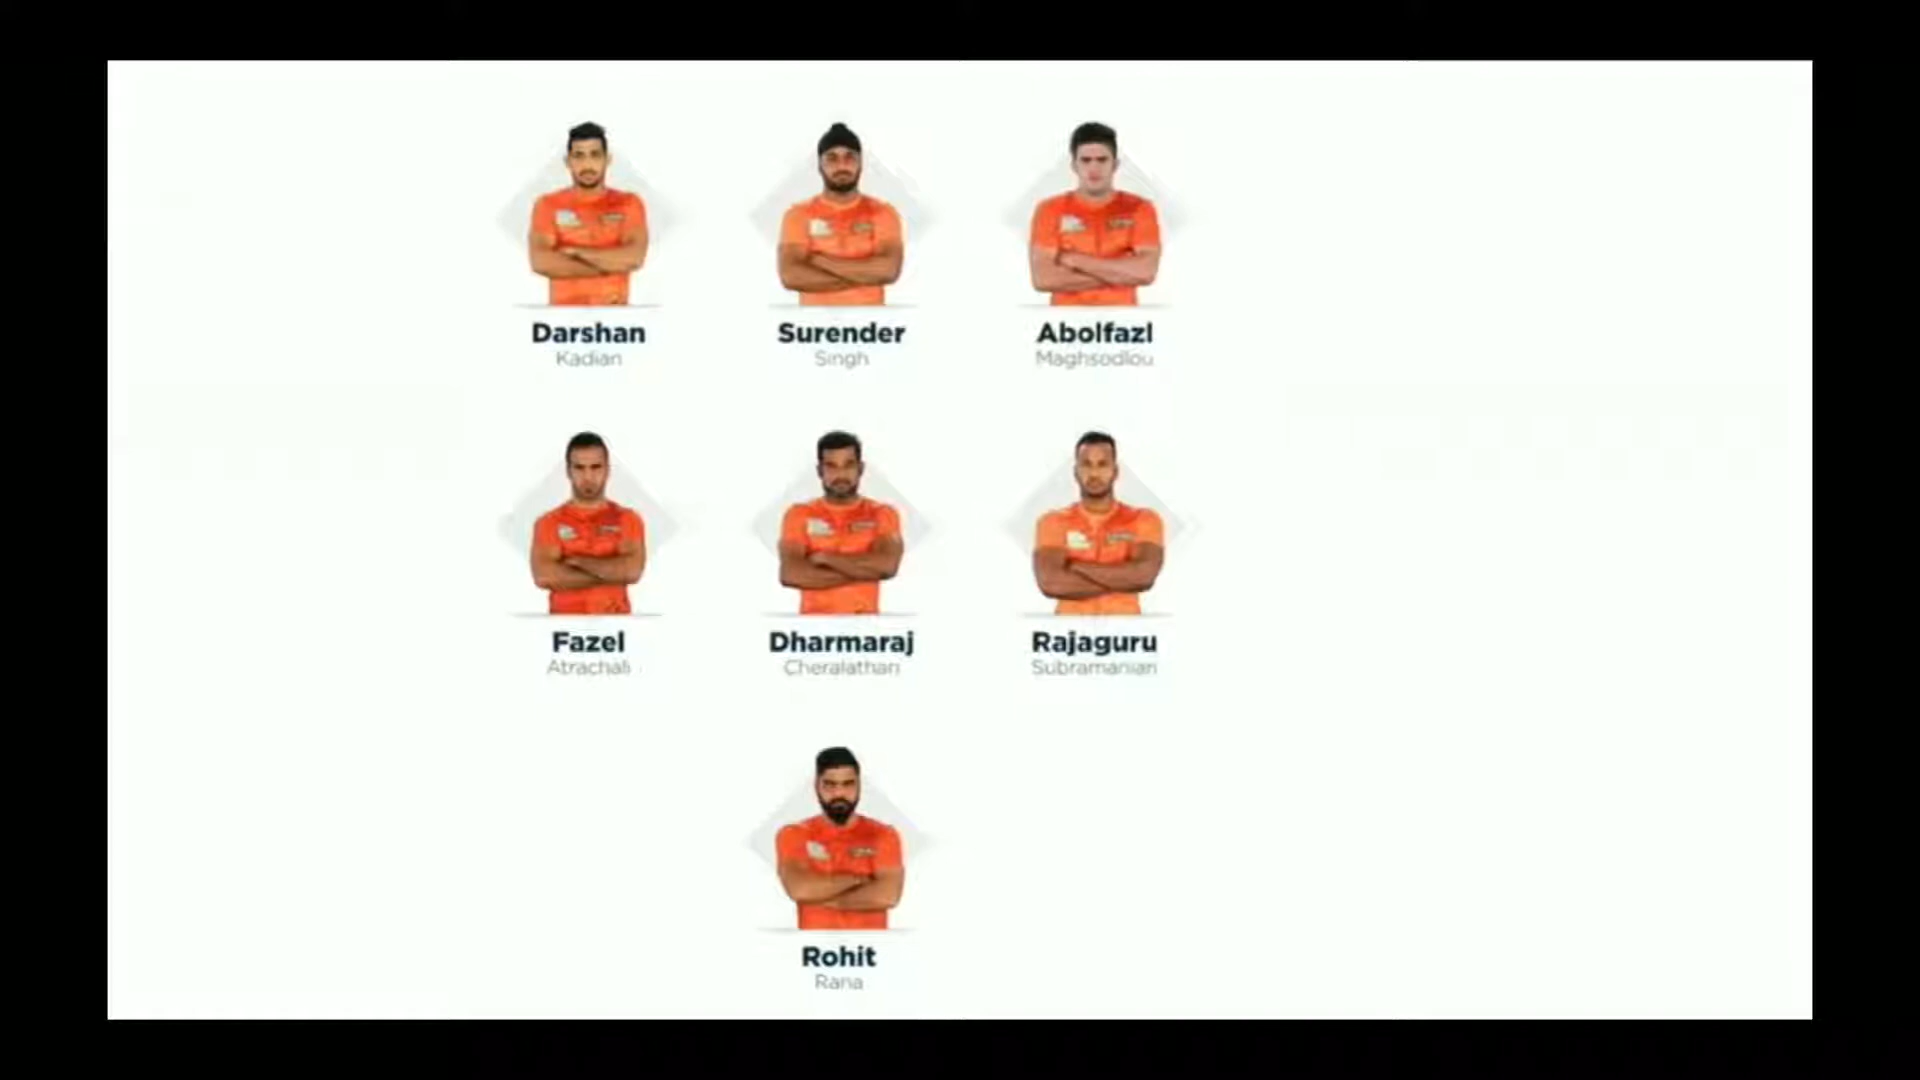 Darshan
Kadian
Surender
Singh
Abolfazl
Maghsodlou
Fazel
Atrachali
Dharmaraj
Cheralathan
Rajaguru
Subramanian
Rohit
Rana